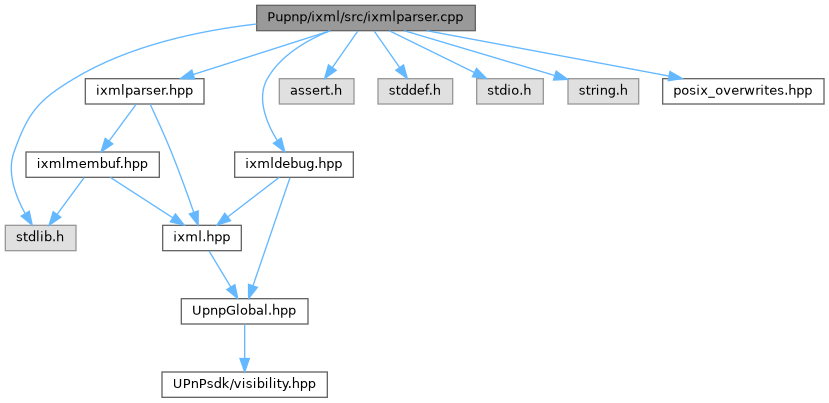 Pupnp/ixml/src/ixmlparser.cpp
ixmlparser.hpp
assert.h
stddef.h
stdio.h
string.h
posix_overwrites.hpp
ixmlmembuf.hpp
ixmldebug.hpp
stdlib.h
ixml.hpp
UpnpGlobal.hpp
UPnPsdk/visibility.hpp